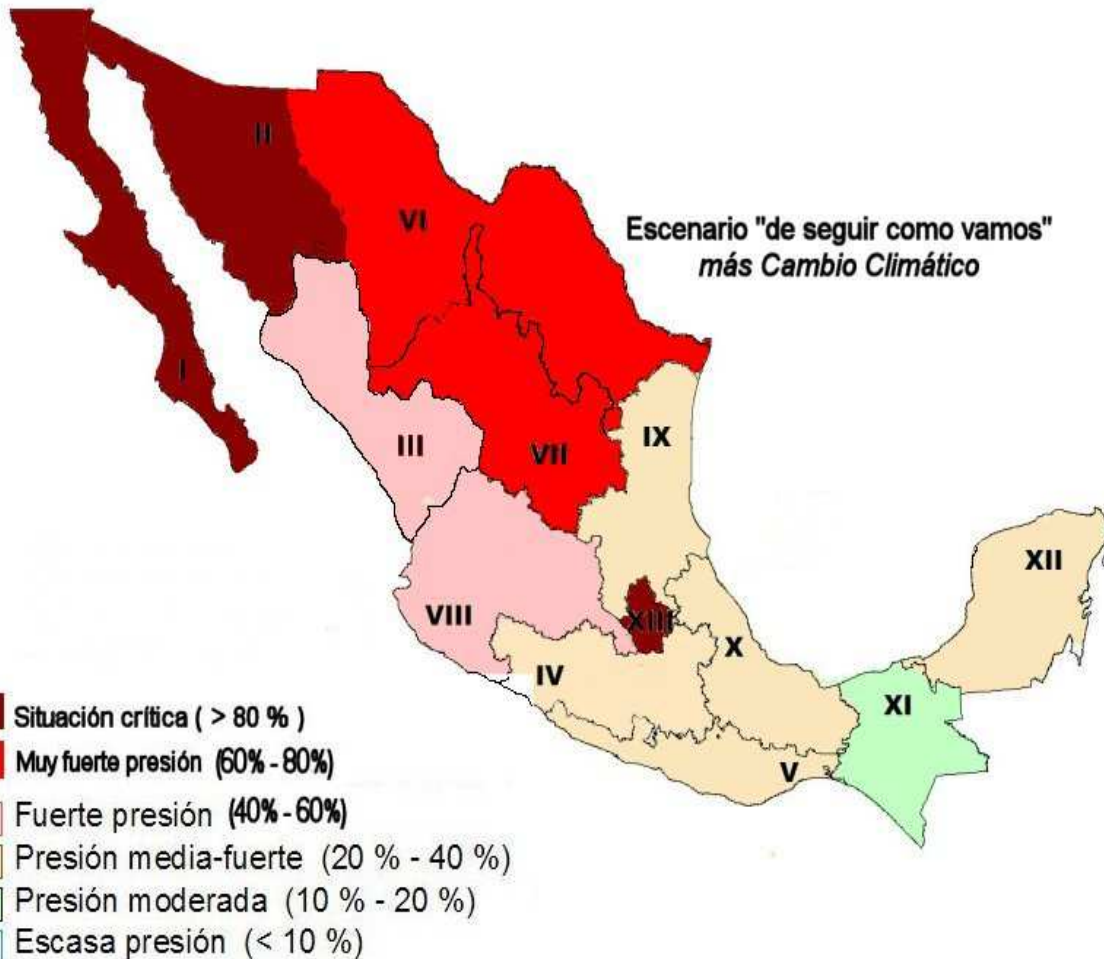 II
VI
Escenario "de seguir como vamos"
más Cambio Climático
I
III
VII
IX
XII
VIII
XIII
X
IV
XI
V
Situación crítica ( > 80 % )
Muy fuerte presión (60% - 80%)
Fuerte presión (40% - 60%)
Presión media-fuerte (20 % - 40 %)
Presión moderada (10 % - 20 %)
Escasa presión (< 10 %)